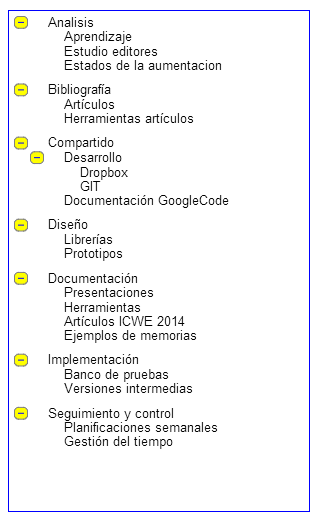 Analisis
Aprendizaje
Estudio editores
Estados de la aumentacion
Bibliografía
Artículos
Herramientas artículos
Compartido
Desarrollo
Dropbox
GIT
Documentación GoogleCode
Diseño
Librerías
Prototipos
Documentación
Presentaciones
Herramientas
Artículos ICWE 2014
Ejemplos de memorias
Implementación
Banco de pruebas
Versiones intermedias
Seguimiento y control
Planificaciones semanales
Gestión del tiempo